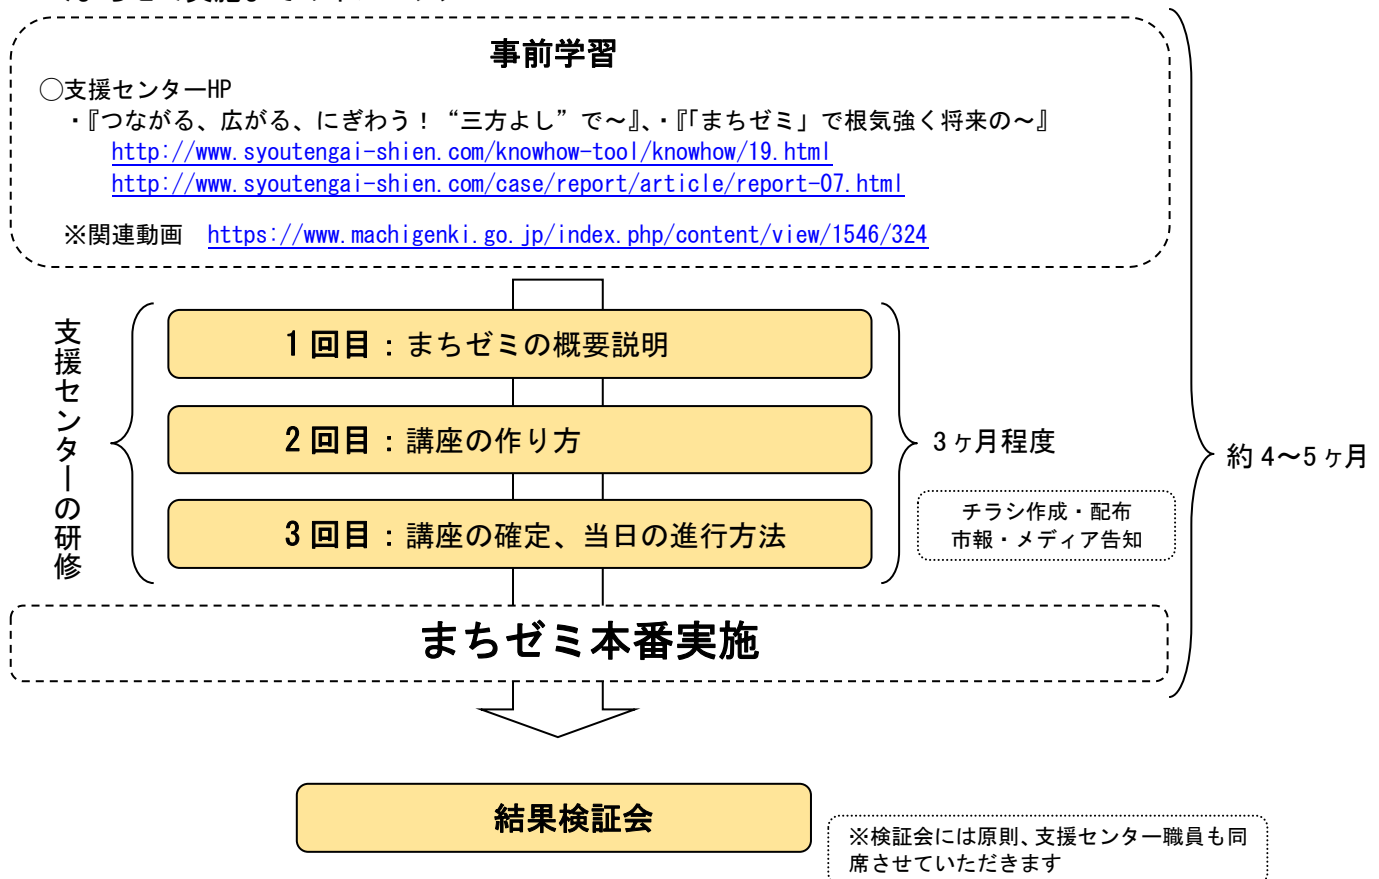 事前学習
○支援センターHP
・『つながる、広がる、にぎわう！“三方よし”で～』、・『「まちゼミ」で根気強く将来の～』
http://www.syoutengai-shien.com/knowhow-tool/knowhow/19.html
http://www.syoutengai-shien.com/case/report/article/report-07.html
※関連動画　https://www.machigenki.go.jp/index.php/content/view/1546/324
支援センターの研修
1回目：まちゼミの概要説明
2回目：講座の作り方
3回目：講座の確定、当日の進行方法
3ヶ月程度
チラシ作成・配布
市報・メディア告知
約4～5ヶ月
まちゼミ本番実施
結果検証会
※検証会には原則、支援センター職員も同
席させていただきます